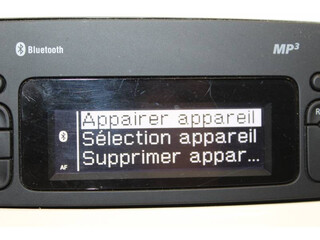 Bluetooth
MP3
Appairer appareil
Sélection appareil
Supprimer appar...
AF
R